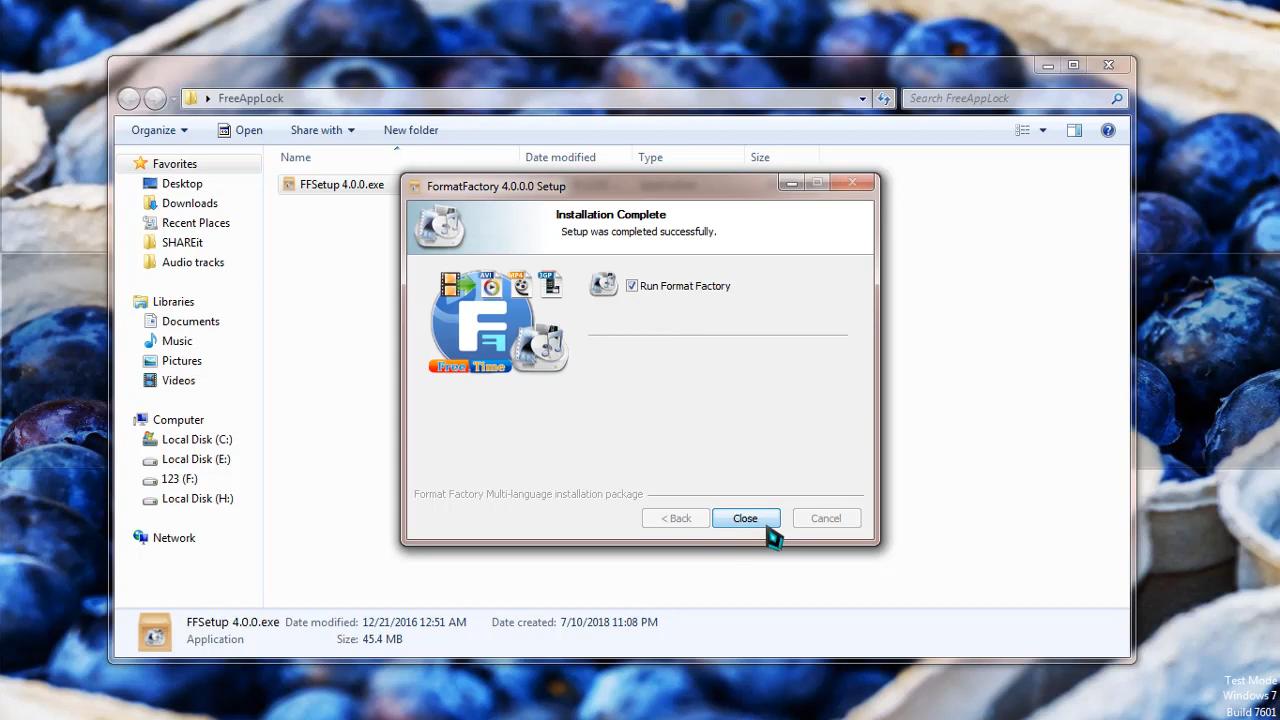 FreeAppLock
Search FreeAppLock
Organize
Open
Share with
New folder
Favorites
Desktop
Downloads
Recent Places
SHAREit
Audio tracks
Libraries
Documents
Music
Pictures
Videos
Computer
Local Disk (C:)
Local Disk (E:)
123 (F:)
Local Disk (H:)
Network
Name
Date modified
Type
Size
FFSetup 4.0.0.exe
FormatFactory 4.0.0.0 Setup
Installation Complete
Setup was completed successfully.
AVI
MP4
3GP
FF
Free Time
Run Format Factory
Format Factory Multi-language installation package
< Back
Close
Cancel
FFSetup 4.0.0.exe Date modified: 12/21/2016 12:51 AM Date created: 7/10/2018 11:08 PM
Application Size: 45.4 MB
Test Mode
Windows 7
Build 7601